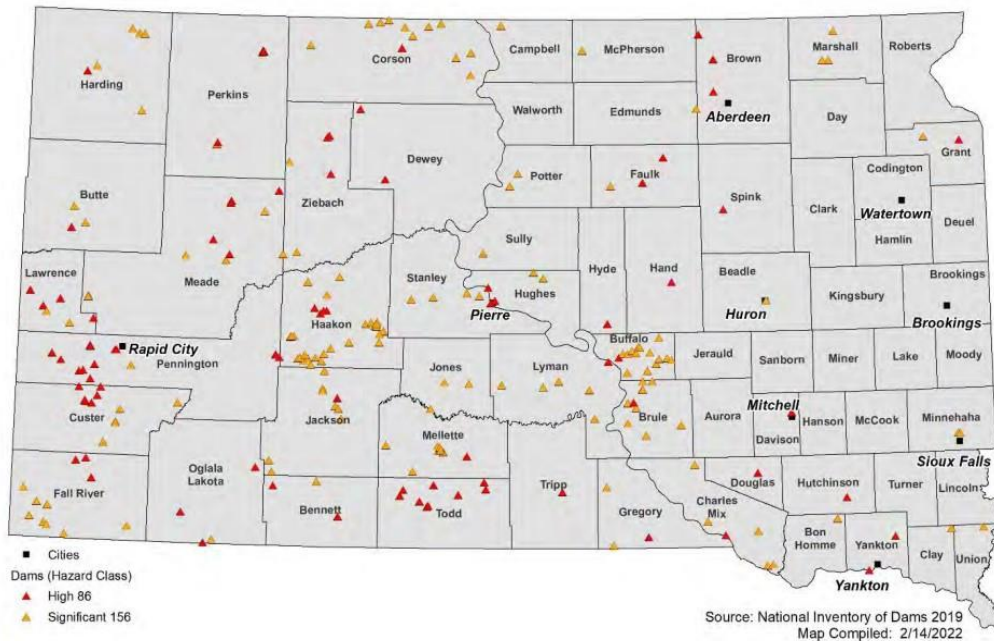 Campbell
McPherson
Brown
Marshall
Roberts
Corson
Harding
Perkins
Walworth
Edmunds
Aberdeen
Day
Dewey
Grant
Potter
Faulk
Codington
Butte
Ziebach
Spink
Clark
Watertown
Deuel
Hamlin
Sully
Lawrence
Meade
Stanley
Hyde
Hand
Beadle
Brookings
Hughes
Kingsbury
Haakon
Pierre
Huron
Brookings
Rapid City
Buffalo
Pennington
Jerauld
Sanborn
Miner
Lake
Moody
Jones
Lyman
Custer
Jackson
Brule
Aurora
Mitchell
Hanson
McCook
Minnehaha
Davison
Mellette
Sioux Falls
Oglala
Lakota
Fall River
Tripp
Douglas
Hutchinson
Turner
Lincoln
Bennett
Todd
Gregory
Charles
Mix
Bon
Homme
Yankton
Clay
Union
Yankton
Cities
Dams (Hazard Class)
High 86
Significant 156
Source: National Inventory of Dams 2019
Map Compiled: 2/14/2022